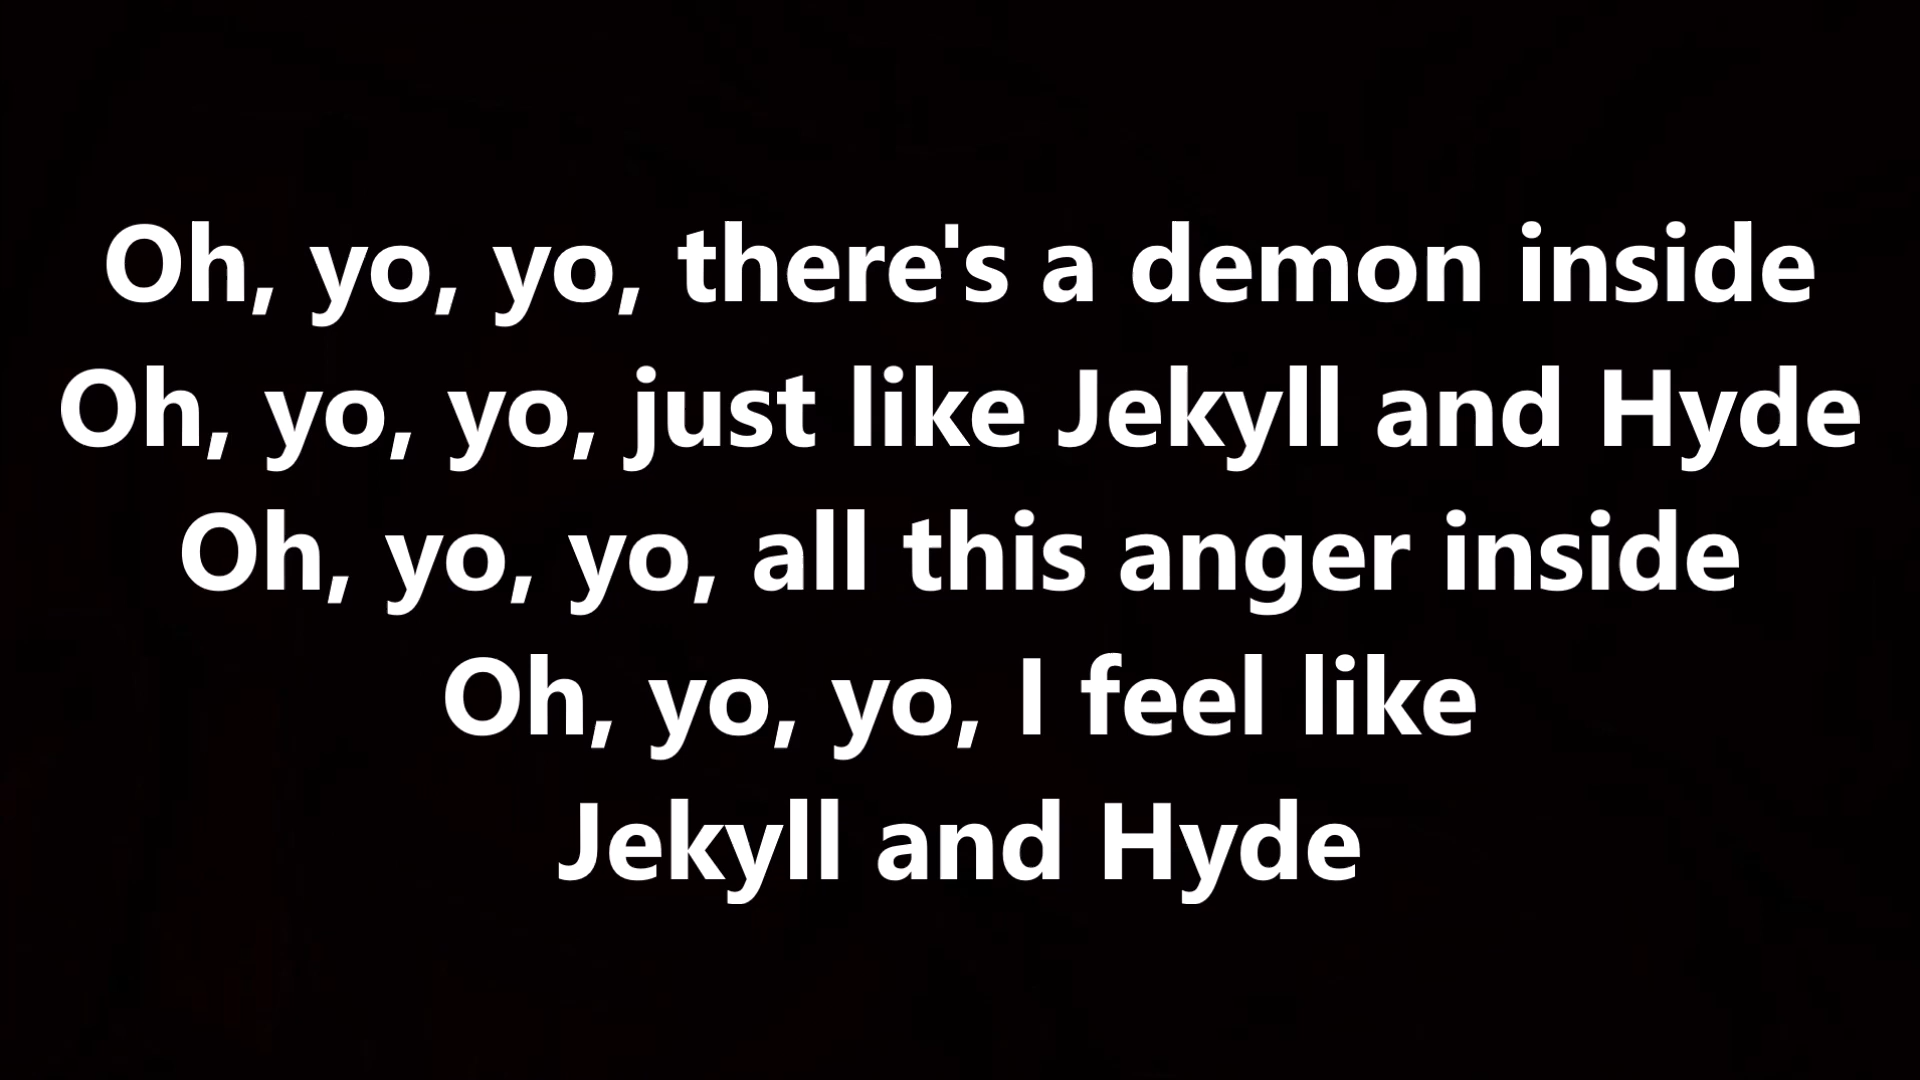 Oh, yo, yo, there's a demon inside
Oh, yo, yo, just like Jekyll and Hyde
Oh, yo, yo, all this anger inside
Oh, yo, yo, I feel like
Jekyll and Hyde